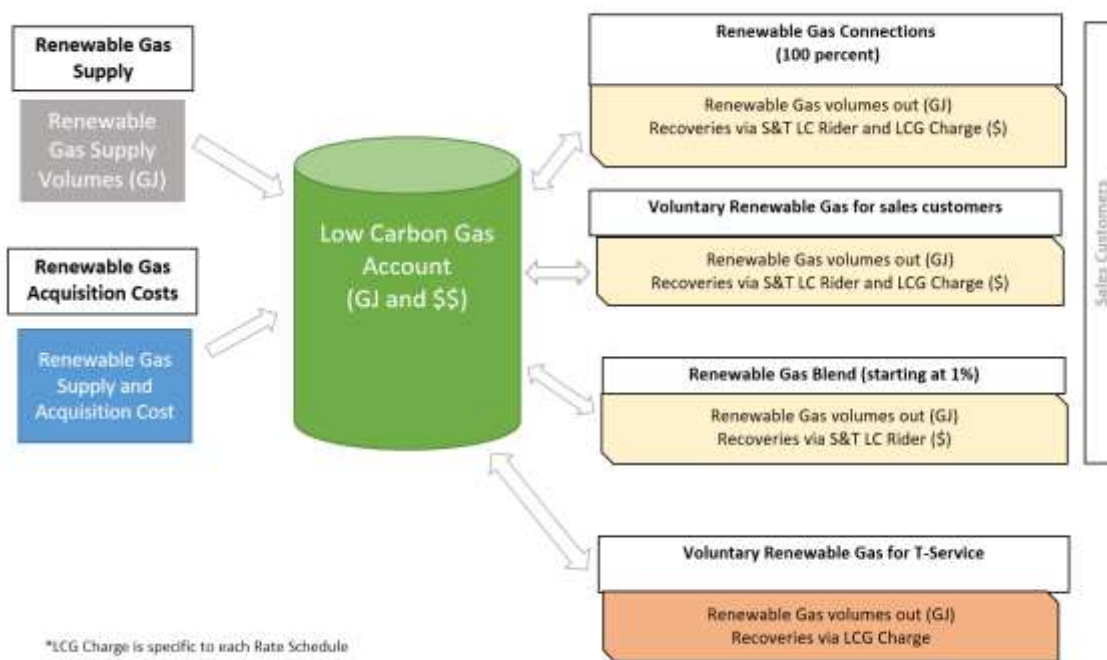 Renewable Gas
Supply
Renewable
Gas Supply
Volumes (GJ)
Renewable Gas
Acquisition Costs
Renewable Gas
Supply and
Acquisition Cost
Low Carbon Gas
Account
(GJ and $$)
Renewable Gas Connections
(100 percent)
Renewable Gas volumes out (GJ)
Recoveries via S&T LC Rider and LCG Charge ($)
Voluntary Renewable Gas for sales customers
Renewable Gas volumes out (GJ)
Recoveries via S&T LC Rider and LCG Charge ($)
Renewable Gas Blend (starting at 1%)
Renewable Gas volumes out (GJ)
Recoveries via S&T LC Rider ($)
Sales Customers
Voluntary Renewable Gas for T-Service
Renewable Gas volumes out (GJ)
Recoveries via LCG Charge
*LCG Charge is specific to each Rate Schedule